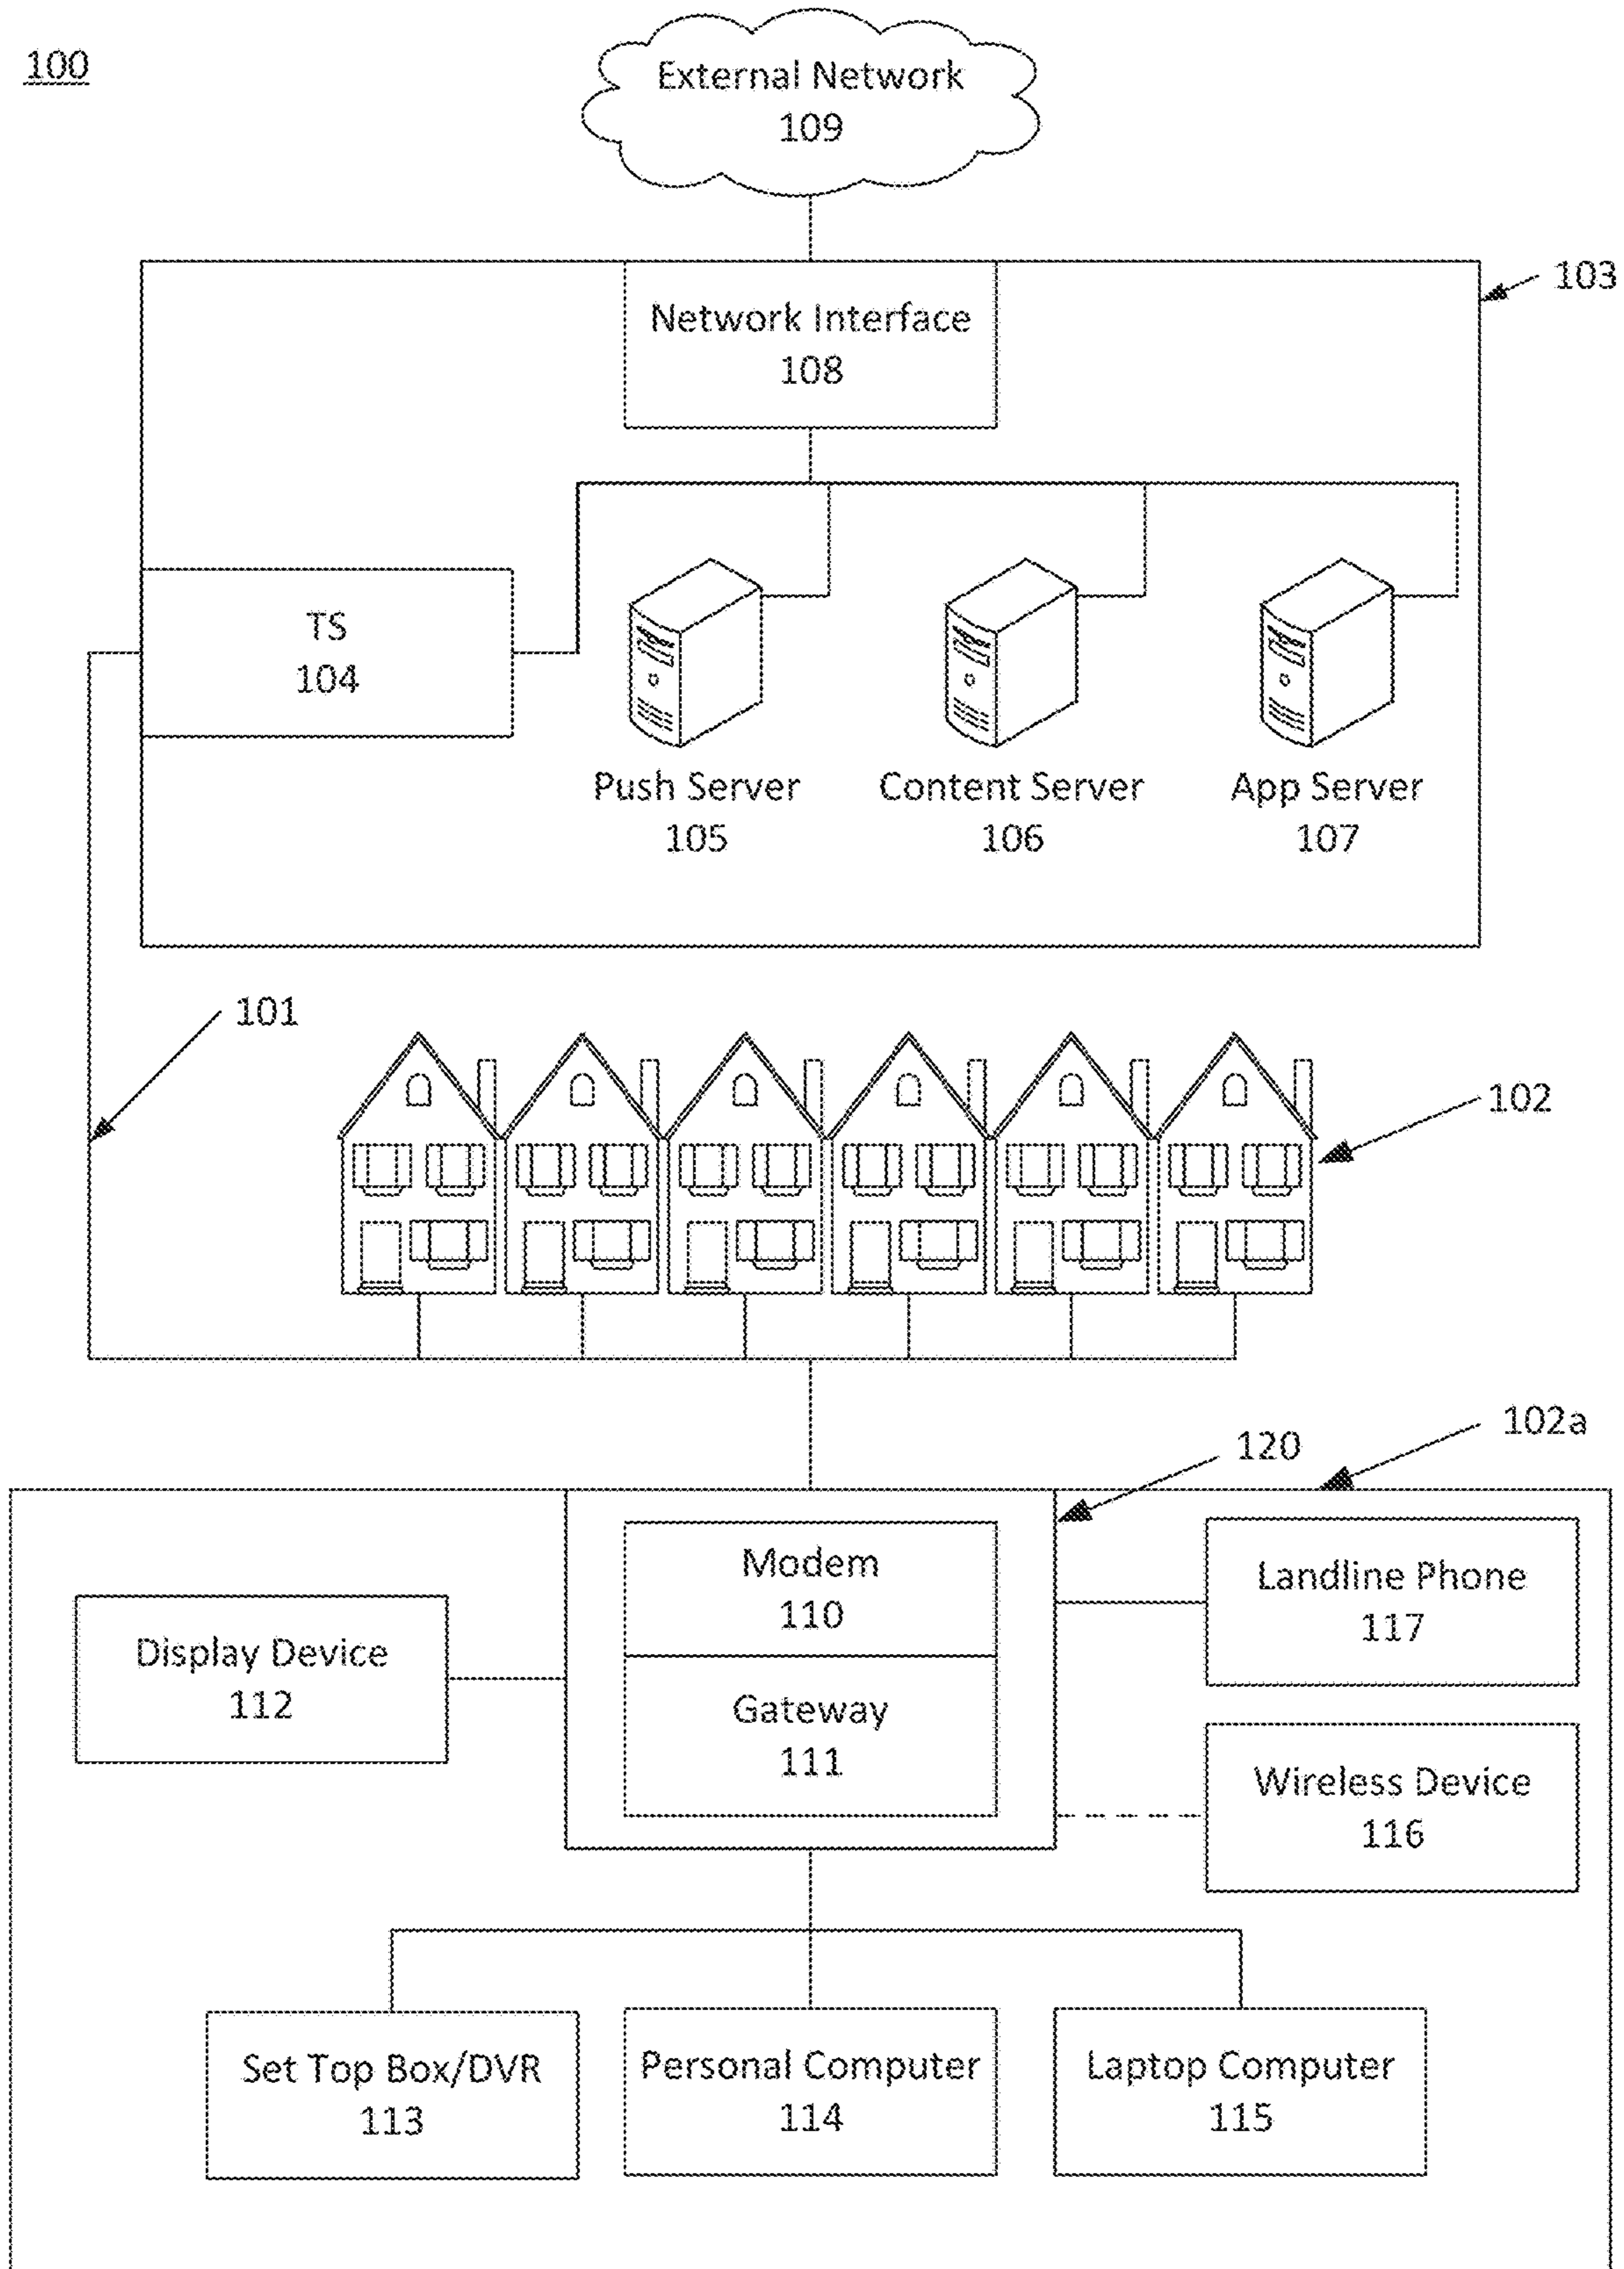 100
External Network
109
103
Network Interface
108
TS
104
Push Server
105
Content Server
106
App Server
107
101
102
102a
120
Modem
110
Landline Phone
117
Display Device
112
Gateway
111
Wireless Device
116
Set Top Box/DVR
113
Personal Computer
114
Laptop Computer
115